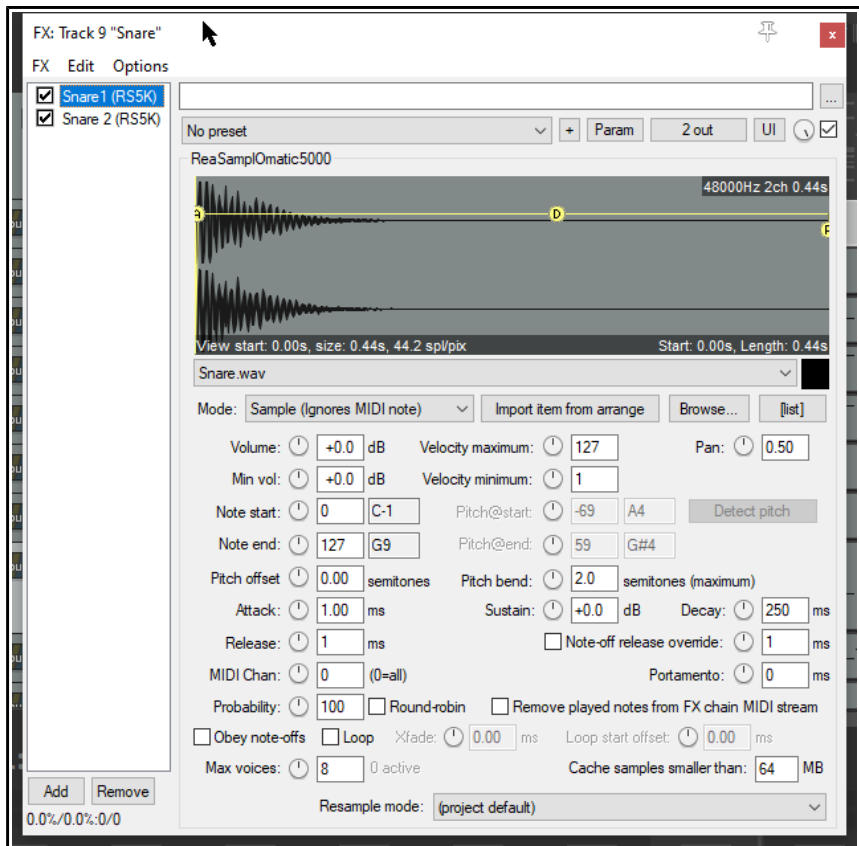 FX: Track 9 "Snare"
x
FX Edit Options
Snare1 (RS5K)
Snare 2 (RS5K)
...
No preset + Param 2 out UI
ReaSamplOmatic5000
48000Hz 2ch 0.44s
A D
View start: 0.00s, size: 0.44s, 44.2 spl/pix Start: 0.00s, Length: 0.44s
Snare.wav
Mode: Sample (Ignores MIDI note) Import item from arrange Browse... [list]
Volume: +0.0 dB Velocity maximum: 127 Pan: 0.50
Min vol: +0.0 dB Velocity minimum: 1
Note start: 0 C-1 Pitch@start: -69 A4 Detect pitch
Note end: 127 G9 Pitch@end: 59 G#4
Pitch offset 0.00 semitones Pitch bend: 2.0 semitones (maximum)
Attack: 1.00 ms Sustain: +0.0 dB Decay: 250 ms
Release: 1 ms Note-off release override: 1 ms
MIDI Chan: 0 (0=all) Portamento: 0 ms
Probability: 100 Round-robin Remove played notes from FX chain MIDI stream
Obey note-offs Loop Xfade: 0.00 ms Loop start offset: 0.00 ms
Max voices: 8 0 active Cache samples smaller than: 64 MB
Resample mode: (project default)
Add Remove
0.0%/0.0%:0/0